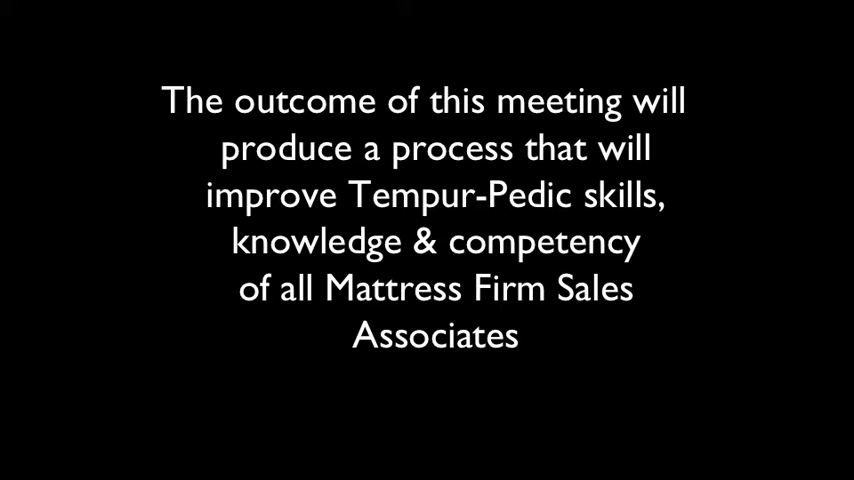 The outcome of this meeting will
produce a process that will
improve Tempur-Pedic skills,
knowledge & competency
of all Mattress Firm Sales
Associates